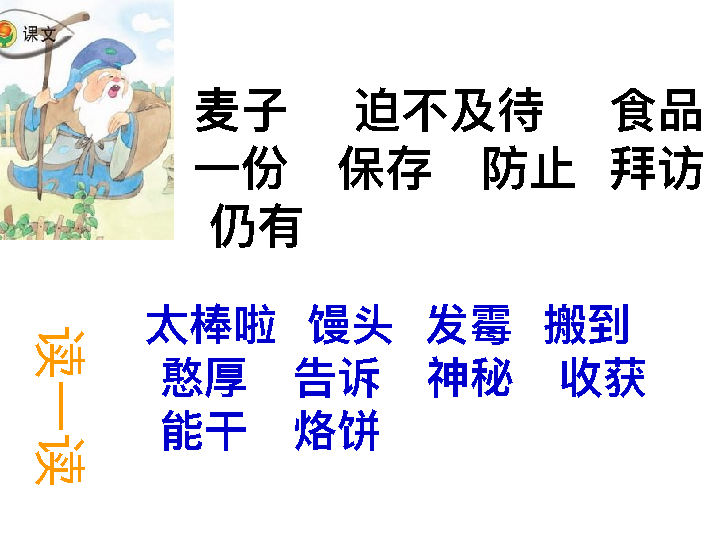 课文
麦子 迫不及待 食品
一份 保存 防止 拜访
仍有
太棒啦 馒头 发霉 搬到
憨厚 告诉 神秘 收获
能干 烙饼
读一读